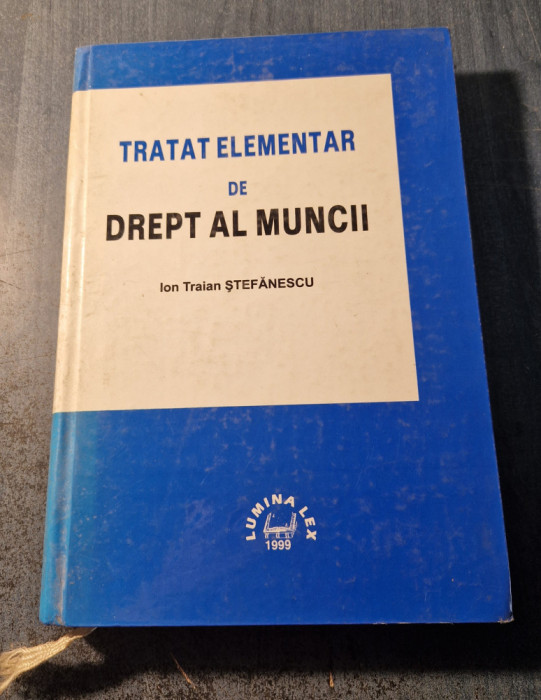 TRATAT ELEMENTAR
DE
DREPT AL MUNCII
Ion Traian ŞTEFĂNESCU
LUMINA LEX
1999